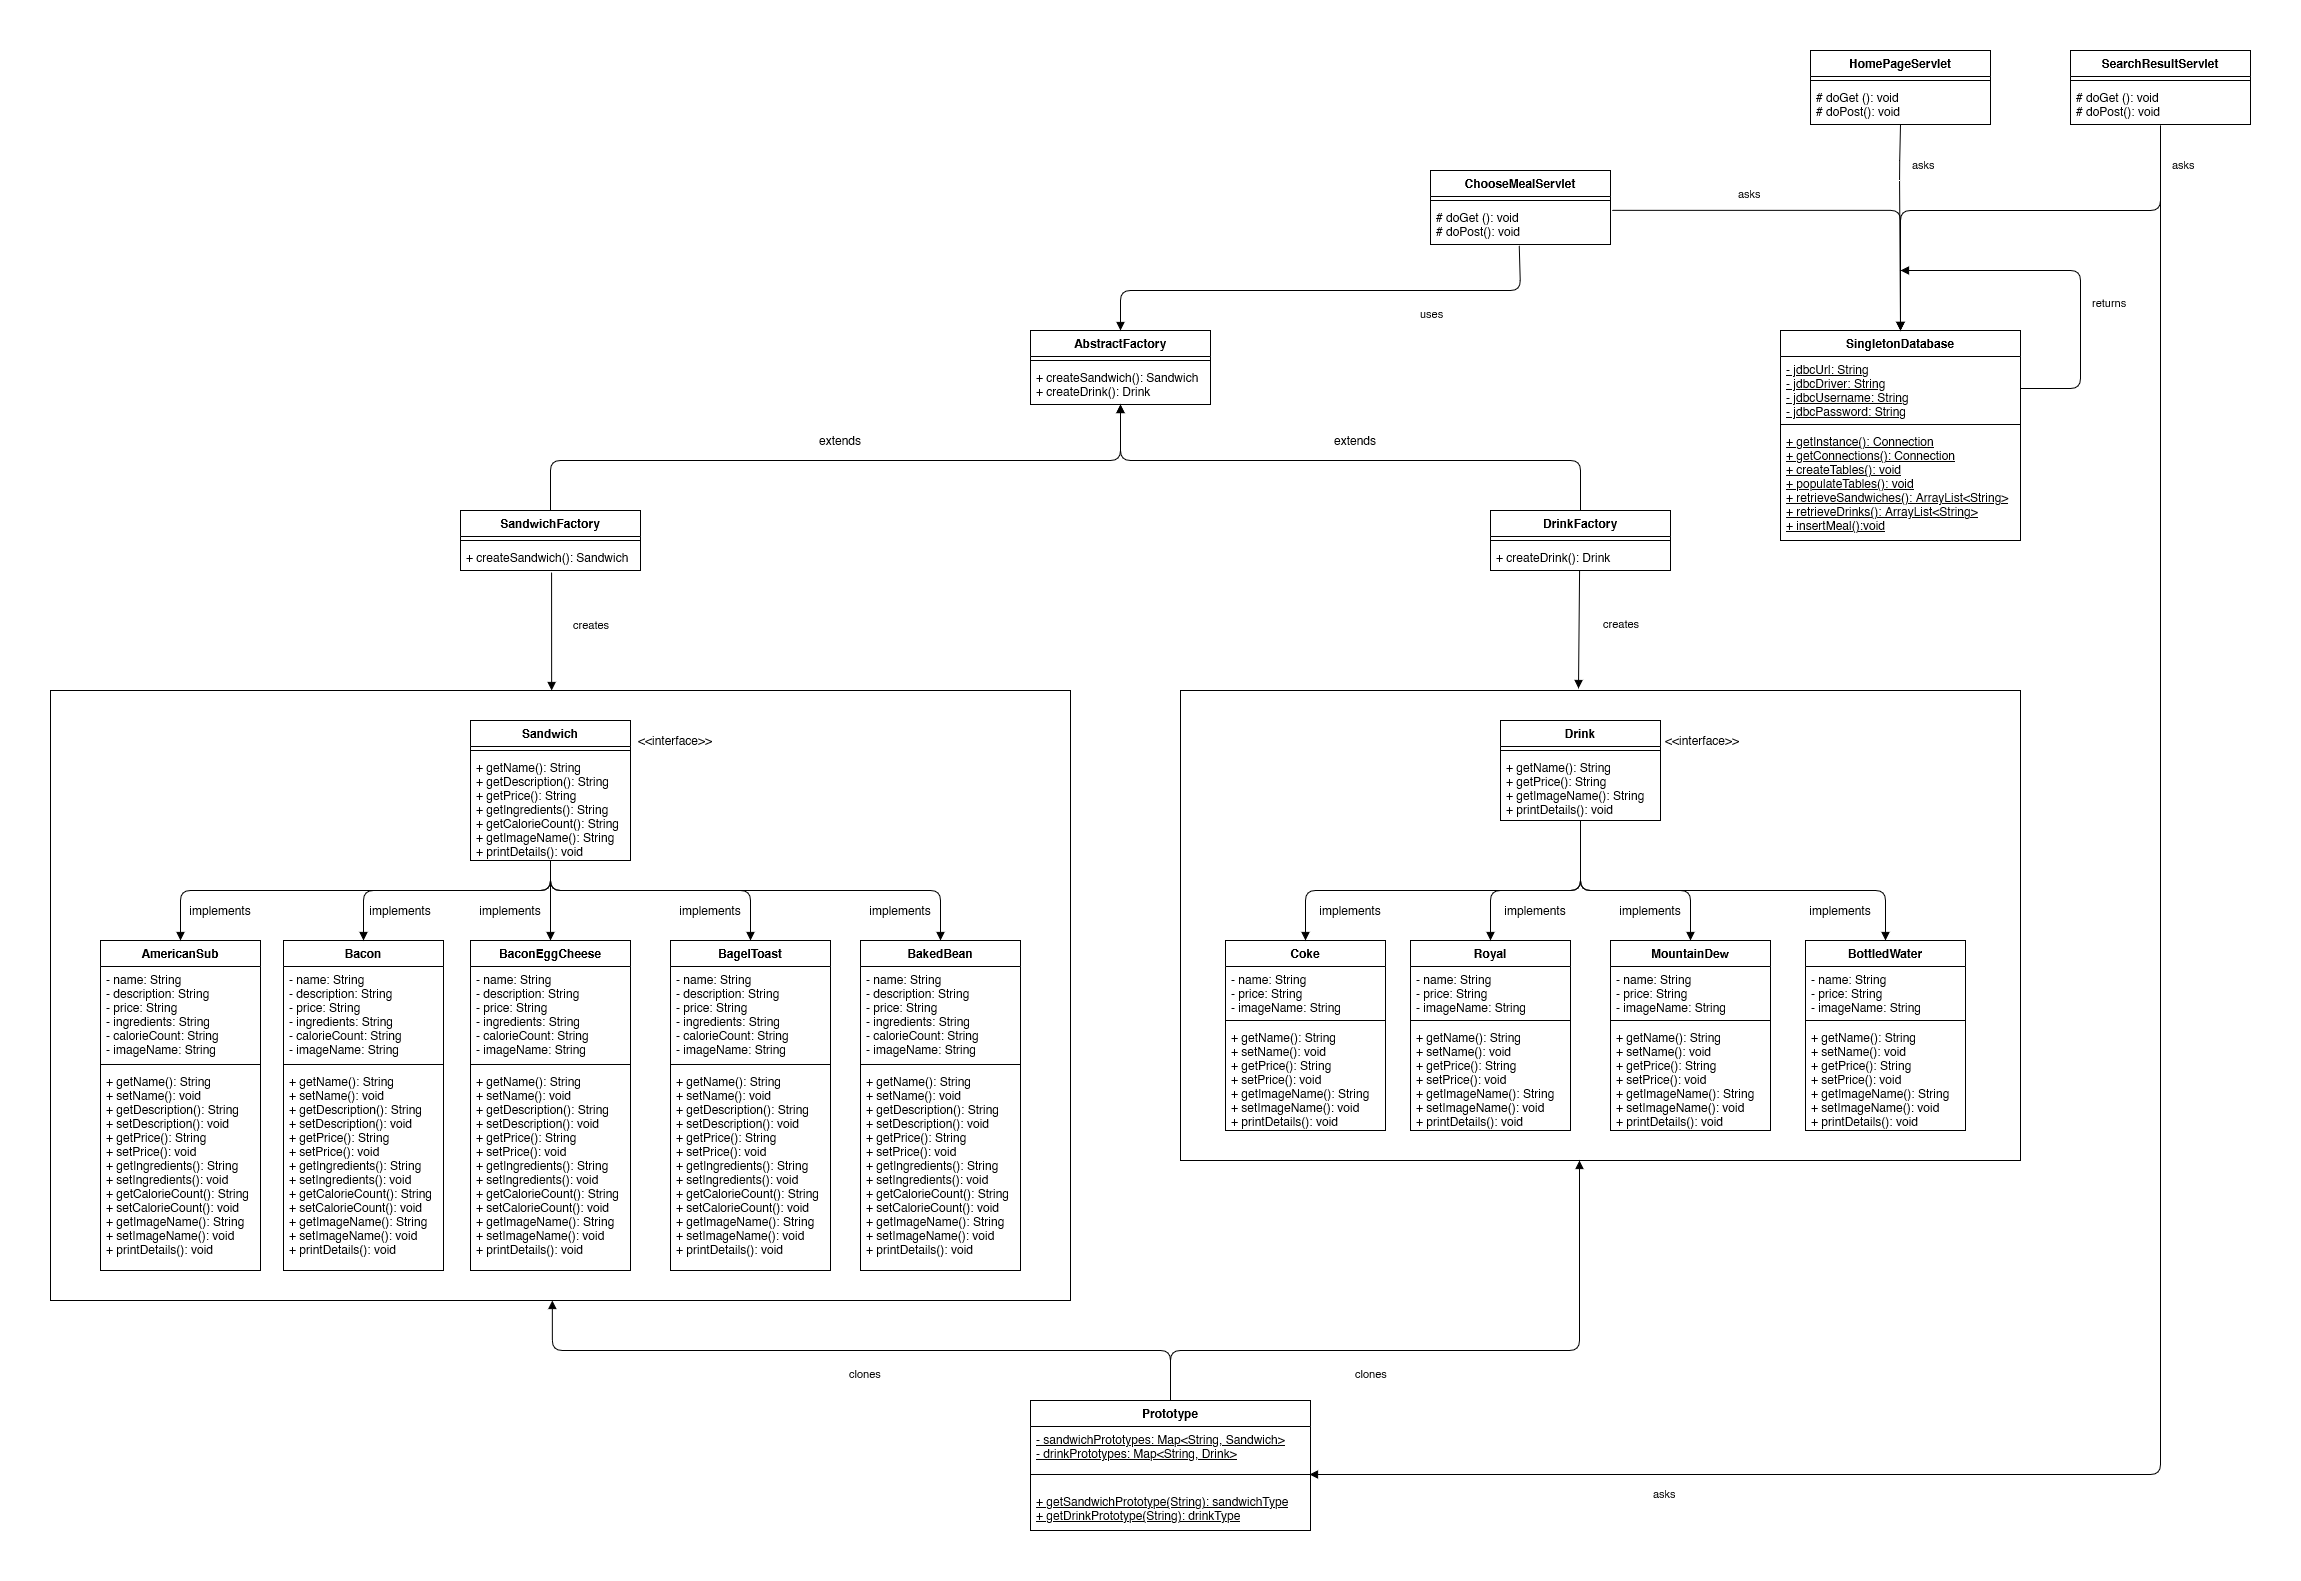 HomePageServlet
# doGet (): void
# doPost(): void
SearchResultServlet
# doGet (): void
# doPost(): void
asks
asks
ChooseMealServlet
# doGet (): void
# doPost(): void
asks
uses
returns
AbstractFactory
+ createSandwich(): Sandwich
+ createDrink(): Drink
SingletonDatabase
- jdbcUrl: String
- jdbcDriver: String
- jdbcUsername: String
- jdbcPassword: String
+ getInstance(): Connection
+ getConnections(): Connection
+ createTables(): void
+ populateTables(): void
+ retrieveSandwiches(): ArrayList<String>
+ retrieveDrinks(): ArrayList<String>
+ insertMeal():void
extends
extends
SandwichFactory
+ createSandwich(): Sandwich
DrinkFactory
+ createDrink(): Drink
creates
creates
Sandwich
<<interface>>
+ getName(): String
+ getDescription(): String
+ getPrice(): String
+ getIngredients(): String
+ getCalorieCount(): String
+ getImageName(): String
+ printDetails(): void
Drink
<<interface>>
+ getName(): String
+ getPrice(): String
+ getImageName(): String
+ printDetails(): void
implements
implements
implements
implements
implements
implements
implements
implements
implements
AmericanSub
- name: String
- description: String
- price: String
- ingredients: String
- calorieCount: String
- imageName: String
+ getName(): String
+ setName(): void
+ getDescription(): String
+ setDescription(): void
+ getPrice(): String
+ setPrice(): void
+ getIngredients(): String
+ setIngredients(): void
+ getCalorieCount(): String
+ setCalorieCount(): void
+ getImageName(): String
+ setImageName(): void
+ printDetails(): void
Bacon
- name: String
- description: String
- price: String
- ingredients: String
- calorieCount: String
- imageName: String
+ getName(): String
+ setName(): void
+ getDescription(): String
+ setDescription(): void
+ getPrice(): String
+ setPrice(): void
+ getIngredients(): String
+ setIngredients(): void
+ getCalorieCount(): String
+ setCalorieCount(): void
+ getImageName(): String
+ setImageName(): void
+ printDetails(): void
BaconEggCheese
- name: String
- description: String
- price: String
- ingredients: String
- calorieCount: String
- imageName: String
+ getName(): String
+ setName(): void
+ getDescription(): String
+ setDescription(): void
+ getPrice(): String
+ setPrice(): void
+ getIngredients(): String
+ setIngredients(): void
+ getCalorieCount(): String
+ setCalorieCount(): void
+ getImageName(): String
+ setImageName(): void
+ printDetails(): void
BagelToast
- name: String
- description: String
- price: String
- ingredients: String
- calorieCount: String
- imageName: String
+ getName(): String
+ setName(): void
+ getDescription(): String
+ setDescription(): void
+ getPrice(): String
+ setPrice(): void
+ getIngredients(): String
+ setIngredients(): void
+ getCalorieCount(): String
+ setCalorieCount(): void
+ getImageName(): String
+ setImageName(): void
+ printDetails(): void
BakedBean
- name: String
- description: String
- price: String
- ingredients: String
- calorieCount: String
- imageName: String
+ getName(): String
+ setName(): void
+ getDescription(): String
+ setDescription(): void
+ getPrice(): String
+ setPrice(): void
+ getIngredients(): String
+ setIngredients(): void
+ getCalorieCount(): String
+ setCalorieCount(): void
+ getImageName(): String
+ setImageName(): void
+ printDetails(): void
Coke
- name: String
- price: String
- imageName: String
+ getName(): String
+ setName(): void
+ getPrice(): String
+ setPrice(): void
+ getImageName(): String
+ setImageName(): void
+ printDetails(): void
Royal
- name: String
- price: String
- imageName: String
+ getName(): String
+ setName(): void
+ getPrice(): String
+ setPrice(): void
+ getImageName(): String
+ setImageName(): void
+ printDetails(): void
MountainDew
- name: String
- price: String
- imageName: String
+ getName(): String
+ setName(): void
+ getPrice(): String
+ setPrice(): void
+ getImageName(): String
+ setImageName(): void
+ printDetails(): void
BottledWater
- name: String
- price: String
- imageName: String
+ getName(): String
+ setName(): void
+ getPrice(): String
+ setPrice(): void
+ getImageName(): String
+ setImageName(): void
+ printDetails(): void
clones
clones
Prototype
- sandwichPrototypes: Map<String, Sandwich>
- drinkPrototypes: Map<String, Drink>
+ getSandwichPrototype(String): sandwichType
+ getDrinkPrototype(String): drinkType
asks